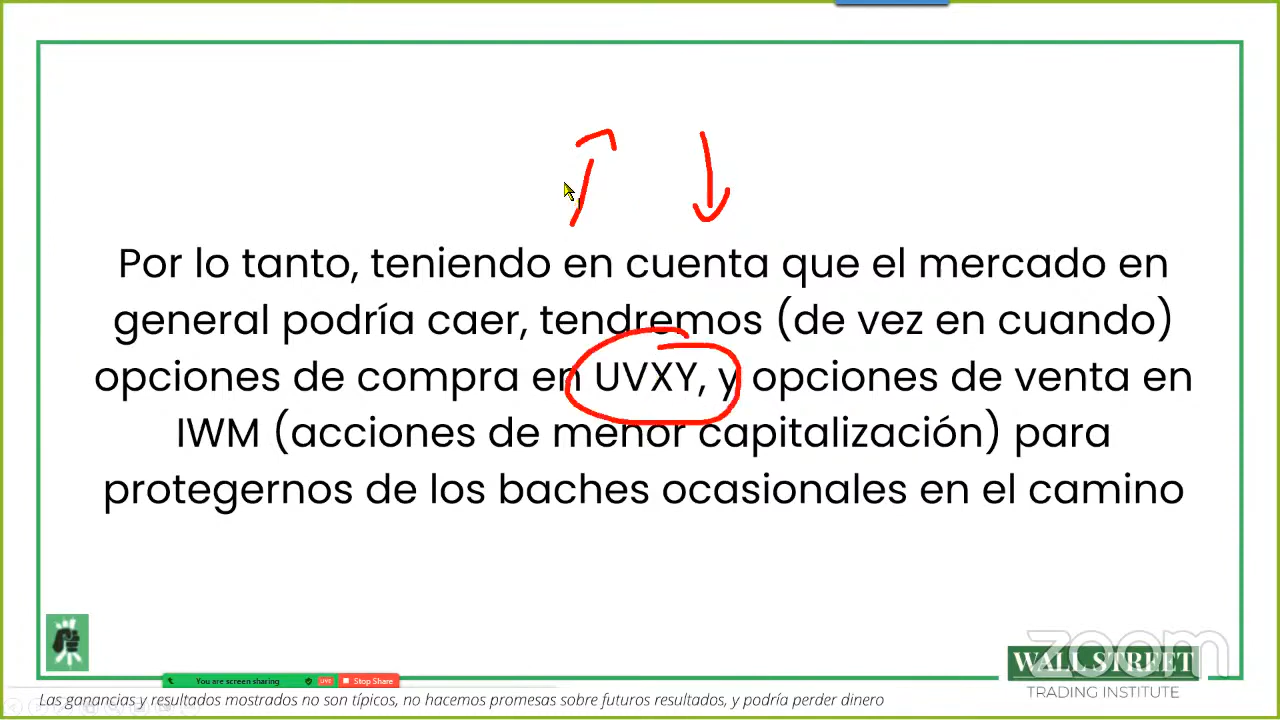 Por lo tanto, teniendo en cuenta que el mercado en
general podría caer, tendremos (de vez en cuando)
opciones de compra en UVXY, y opciones de venta en
IWM (acciones de menor capitalización) para
protegernos de los baches ocasionales en el camino
zoom
WALL STREET
TRADING INSTITUTE
You are screen sharing LIVE Stop Share
Las ganancias y resultados mostrados no son típicos, no hacemos promesas sobre futuros resultados, y podría perder dinero